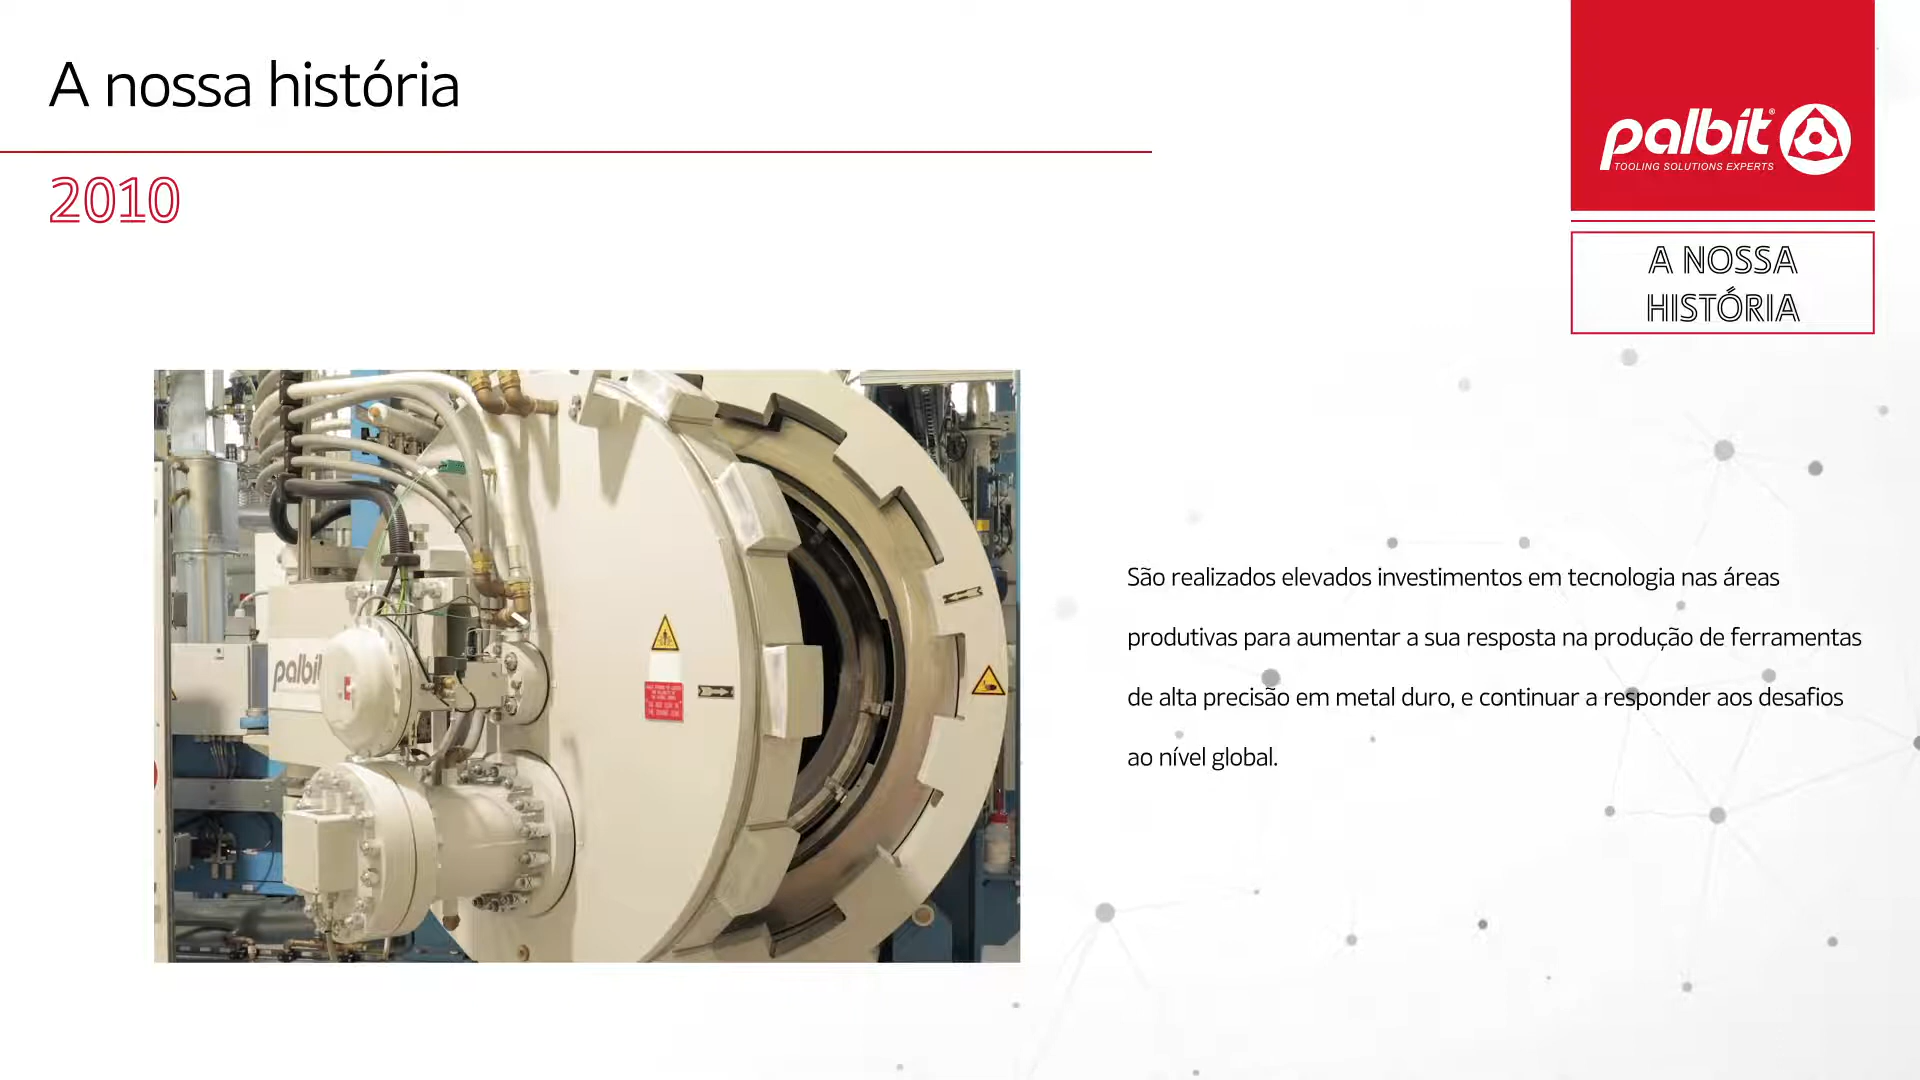 A nossa história
2010
palbit®
TOOLING SOLUTIONS EXPERTS
A NOSSA
HISTÓRIA
palbit
São realizados elevados investimentos em tecnologia nas áreas
produtivas para aumentar a sua resposta na produção de ferramentas
de alta precisão em metal duro, e continuar a responder aos desafios
ao nível global.